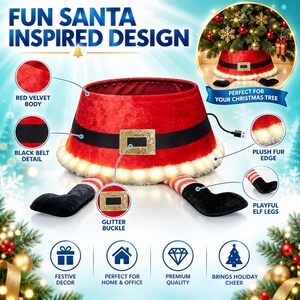 FUN SANTA
INSPIRED DESIGN
RED VELVET
BODY
PERFECT FOR
YOUR CHRISTMAS TREE
BLACK BELT
DETAIL
PLUSH FUR
EDGE
GLITTER
BUCKLE
PLAYFUL
ELF LEGS
FESTIVE
DECOR
PERFECT FOR
HOME & OFFICE
PREMIUM
QUALITY
BRINGS HOLIDAY
CHEER